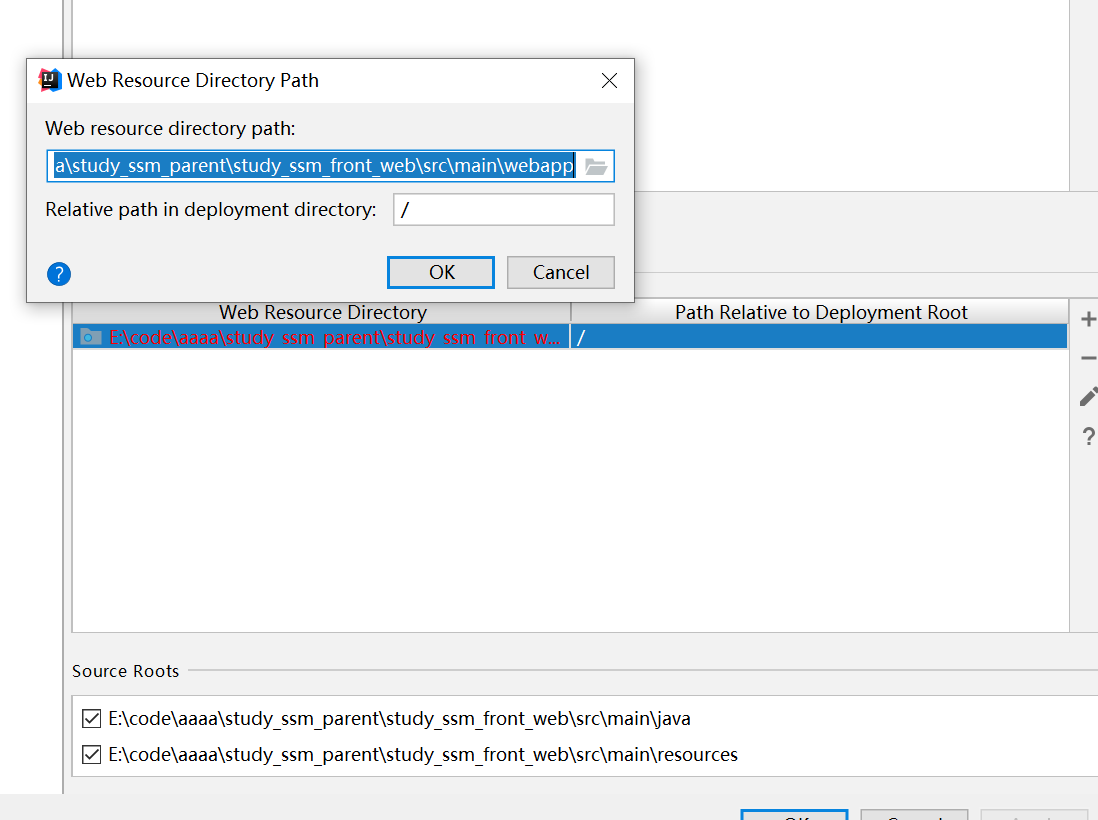 Web Resource Directory Path
Web resource directory path:
a\study_ssm_parent\study_ssm_front_web\src\main\webapp
Relative path in deployment directory: /
?
OK Cancel
Web Resource Directory Path Relative to Deployment Root
E:\code\aaaa\study_ssm_parent\study_ssm_front_w... /
?
Source Roots
E:\code\aaaa\study_ssm_parent\study_ssm_front_web\src\main\java
E:\code\aaaa\study_ssm_parent\study_ssm_front_web\src\main\resources